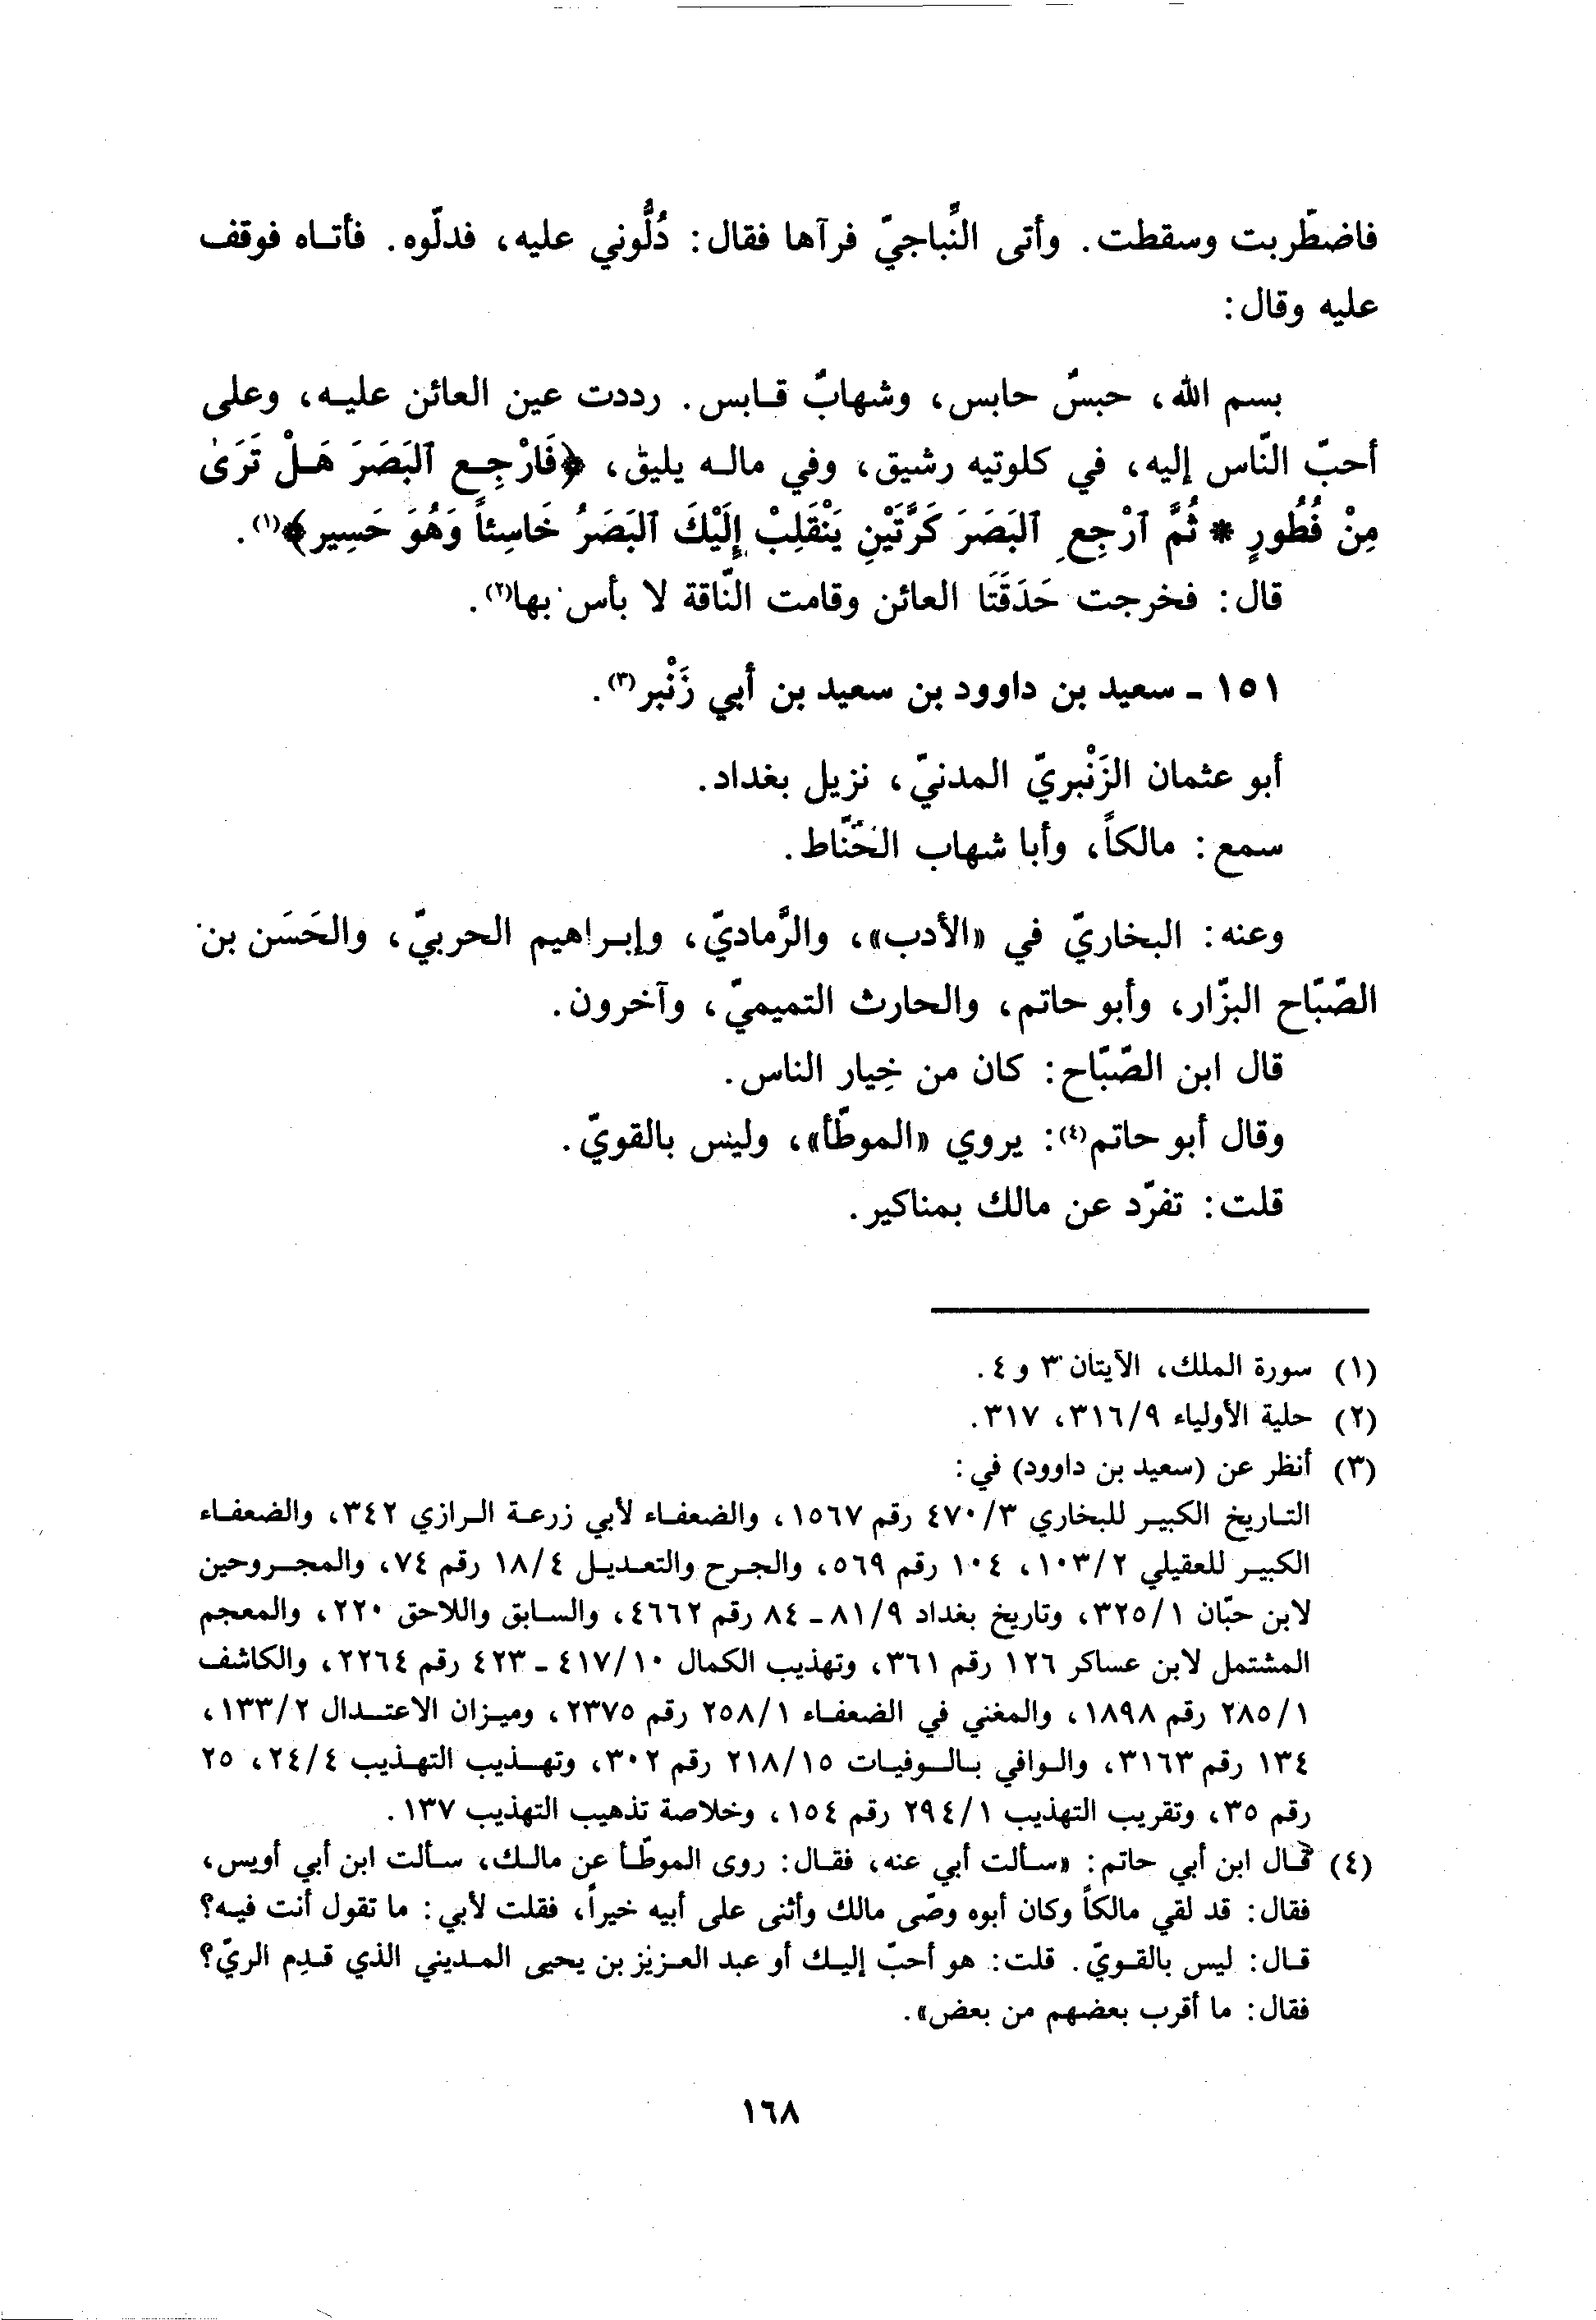 فاضطّربت وسقطت. وأتى النِّباجيّ فرآها فقال: دُلُّوني عليه، فدلّوه. فأتاه فوقف
عليه وقال:
بسم الله، حبسٌ حابس، وشهابٌ قابس. رددت عين العائن عليه، وعلى
أحبّ النّاس إليه، في كلوتيه رشيق، وفي ماله يليق، ﴿فَارْجِعِ ٱلبَصَرَ هَلْ تَرَىٰ
مِنْ فُطُورٍ * ثُمَّ ٱرْجِعِ ٱلبَصَرَ كَرَّتَيْنِ يَنْقَلِبْ إِلَيْكَ ٱلبَصَرُ خَاسِئاً وَهُوَ حَسِير﴾(١).
قال: فخرجت حَدَقَتَا العائن وقامت النّاقة لا بأس بها(٢).
١٥١ - سعيد بن داوود بن سعيد بن أبي زَنْبر(٣).
أبو عثمان الزَنْبريّ المدنيّ، نزيل بغداد.
سمع: مالكاً، وأبا شهاب الخَنّاط.
وعنه: البخاريّ في «الأدب»، والرَّماديّ، وإبراهيم الحربيّ، والحَسَن بن
الصّبّاح البزّار، وأبو حاتم، والحارث التميميّ، وآخرون.
قال ابن الصّبّاح: كان من خِيار الناس.
وقال أبو حاتم(٤): يروي «الموطّأ»، وليس بالقويّ.
قلت: تفرّد عن مالك بمناكير.
(١) سورة الملك، الآيتان ٣ و ٤.
(٢) حلية الأولياء ٣١٦/٩، ٣١٧.
(٣) أنظر عن (سعيد بن داوود) في:
التاريخ الكبير للبخاري ٤٧٠/٣ رقم ١٥٦٧، والضعفاء لأبي زرعة الرازي ٣٤٢، والضعفاء
الكبير للعقيلي ١٠٣/٢، ١٠٤ رقم ٥٦٩، والجرح والتعديل ١٨/٤ رقم ٧٤، والمجروحين
لابن حبّان ٣٢٥/١، وتاريخ بغداد ٨١/٩ - ٨٤ رقم ٤٦٦٢، والسابق واللاحق ٢٢٠، والمعجم
المشتمل لابن عساكر ١٢٦ رقم ٣٦١، وتهذيب الكمال ٤١٧/١٠ - ٤٢٣ رقم ٢٢٦٤، والكاشف
٢٨٥/١ رقم ١٨٩٨، والمغني في الضعفاء ٢٥٨/١ رقم ٢٣٧٥، وميزان الاعتدال ١٣٣/٢،
١٣٤ رقم ٣١٦٣، والوافي بالوفيات ٢١٨/١٥ رقم ٣٠٢، وتهذيب التهذيب ٢٤/٤، ٢٥
رقم ٣٥، وتقريب التهذيب ٢٩٤/١ رقم ١٥٤، وخلاصة تذهيب التهذيب ١٣٧.
(٤) قال ابن أبي حاتم: «سألت أبي عنه، فقال: روى الموطّأ عن مالك، سألت ابن أبي أويس،
فقال: قد لقي مالكاً وكان أبوه وصّى مالك وأثنى على أبيه خيراً، فقلت لأبي: ما تقول أنت فيه؟
قال: ليس بالقويّ. قلت: هو أحبّ إليك أو عبد العزيز بن يحيى المديني الذي قدِم الريّ؟
فقال: ما أقرب بعضهم من بعض».
١٦٨